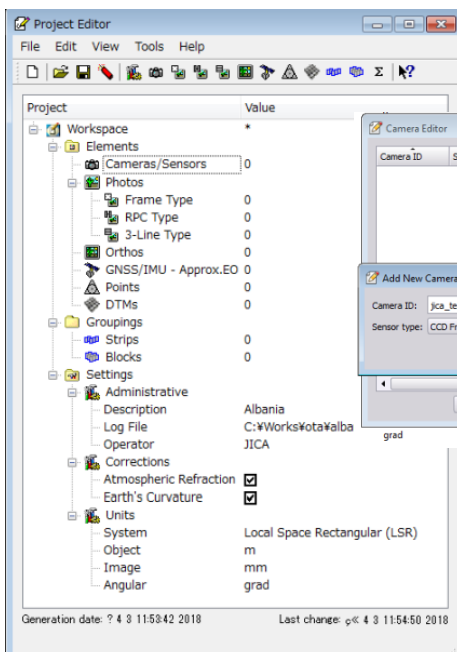 Project Editor
File Edit View Tools Help
Σ
Project Value
Workspace *
Elements
Cameras/Sensors 0
Photos
Frame Type 0
RPC Type 0
3-Line Type 0
Orthos 0
GNSS/IMU - Approx.EO 0
Points 0
DTMs 0
Groupings
Strips 0
Blocks 0
Settings
Administrative
Description Albania
Log File C:¥Works¥ota¥alba
Operator JICA
Corrections
Atmospheric Refraction
Earth's Curvature
Units
System Local Space Rectangular (LSR)
Object m
Image mm
Angular grad
Generation date: ? 4 3 11:53:42 2018 Last change: ç« 4 3 11:54:50 2018
Camera Editor
Camera ID S
Add New Camera
Camera ID: jica_te
Sensor type: CCD Fr
grad